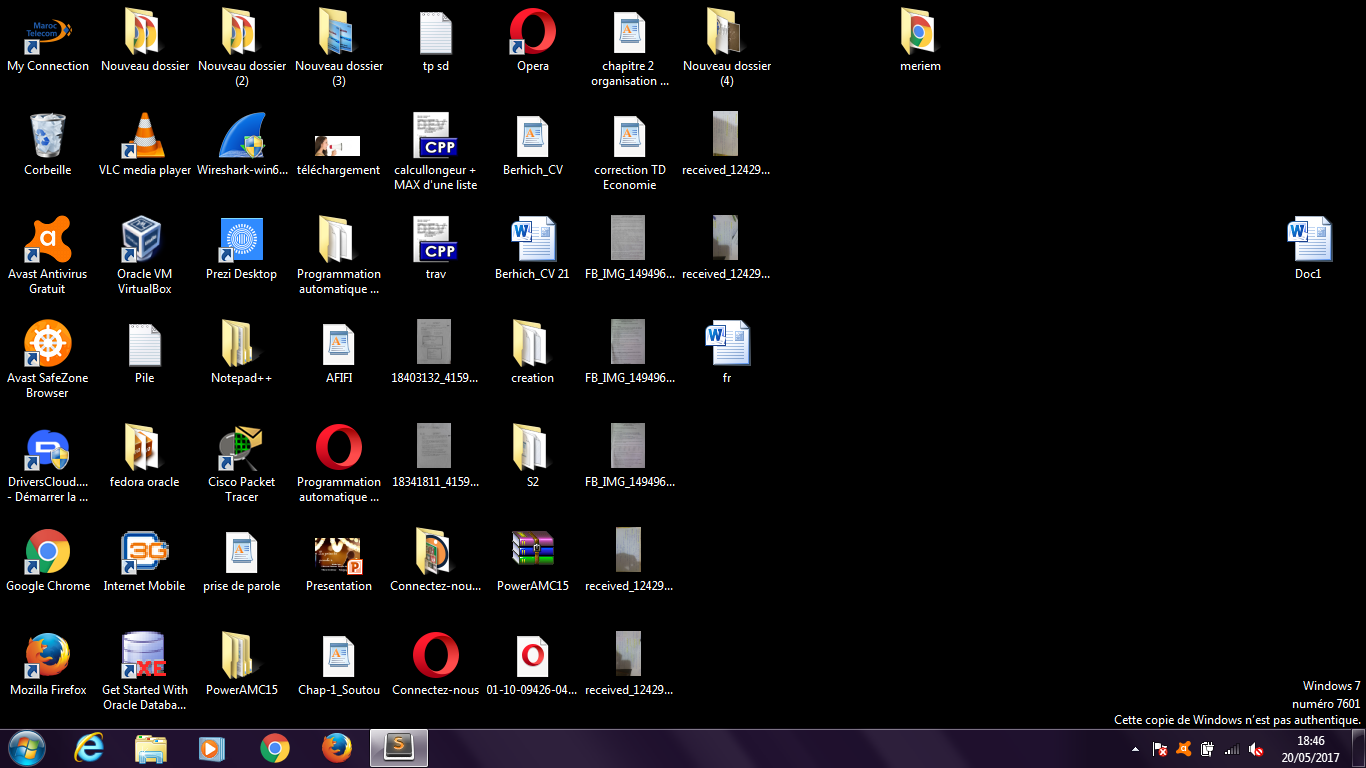 Maroc
Telecom
My Connection
Nouveau dossier
Nouveau dossier
(2)
Nouveau dossier
(3)
tp sd
Opera
chapitre 2
organisation ...
Nouveau dossier
(4)
meriem
Corbeille
VLC media player
Wireshark-win6...
téléchargement
CPP
calcullongeur +
MAX d'une liste
Berhich_CV
correction TD
Economie
received_12429...
Avast Antivirus
Gratuit
Oracle VM
VirtualBox
Prezi Desktop
Programmation
automatique ...
CPP
trav
Berhich_CV 21
FB_IMG_149496...
received_12429...
Doc1
Avast SafeZone
Browser
Pile
Notepad++
AFIFI
18403132_4159...
creation
FB_IMG_149496...
fr
DriversCloud....
- Démarrer la ...
fedora oracle
Cisco Packet
Tracer
Programmation
automatique ...
18341811_4159...
S2
FB_IMG_149496...
Google Chrome
3G
Internet Mobile
prise de parole
Presentation
Connectez-nou...
PowerAMC15
received_12429...
Mozilla Firefox
XE
Get Started With
Oracle Databa...
PowerAMC15
Chap-1_Soutou
Connectez-nous
01-10-09426-04...
received_12429...
Windows 7
numéro 7601
Cette copie de Windows n'est pas authentique.
18:46
20/05/2017